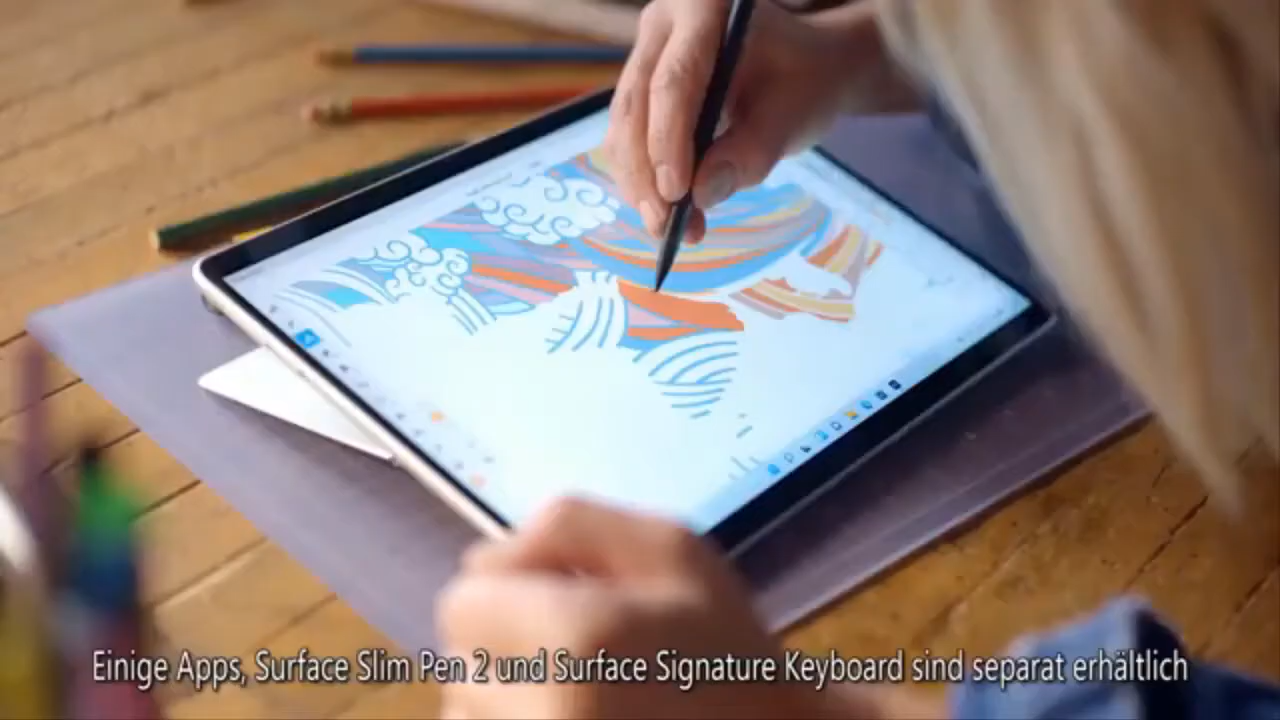 Einige Apps, Surface Slim Pen 2 und Surface Signature Keyboard sind separat erhältlich